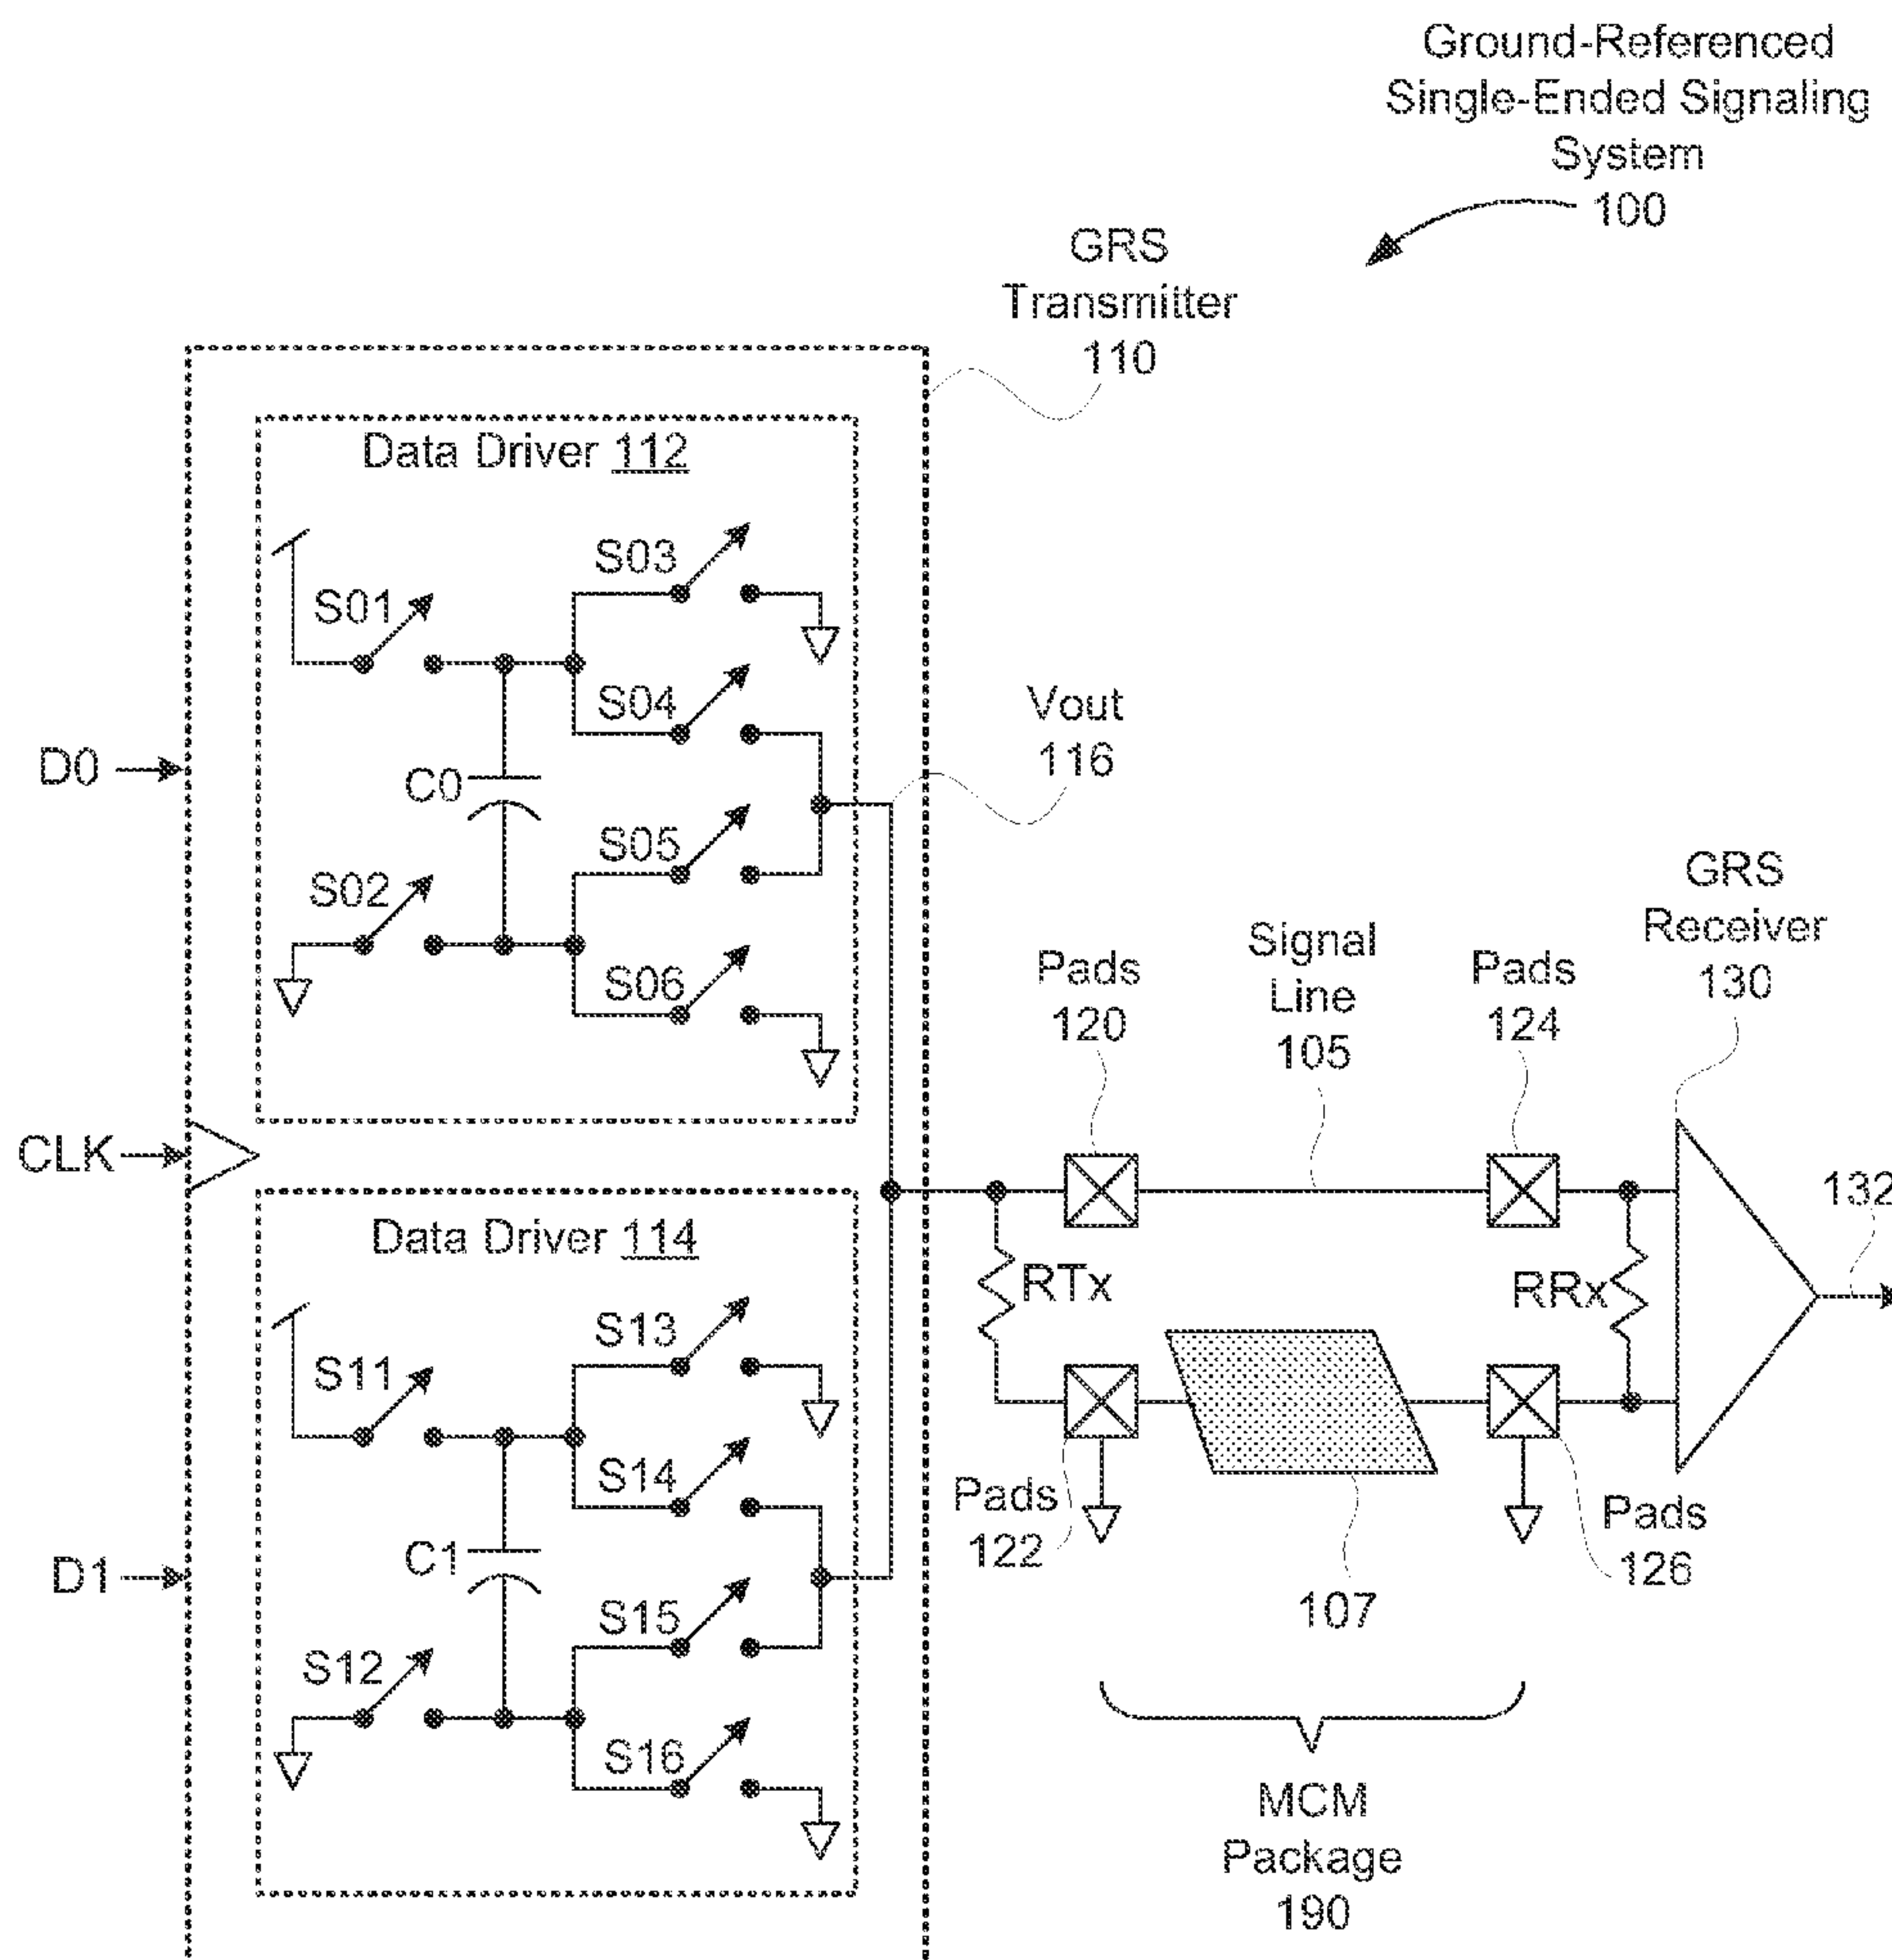 Ground-Referenced
Single-Ended Signaling
System
100
GRS
Transmitter
110
Data Driver 112
S01
S02
S03
S04
S05
S06
C0
D0
Vout
116
CLK
Data Driver 114
S11
S12
S13
S14
S15
S16
C1
D1
Pads
120
Signal
Line
105
Pads
124
GRS
Receiver
130
132
RTx
RRx
Pads
122
107
Pads
126
MCM
Package
190